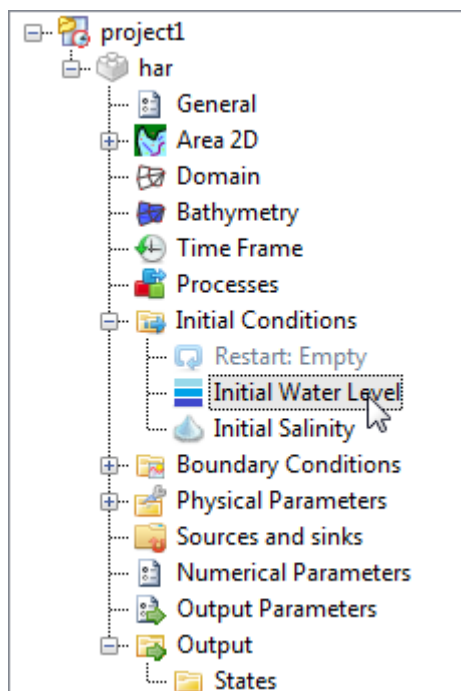 project1
har
General
Area 2D
Domain
Bathymetry
Time Frame
Processes
Initial Conditions
Restart: Empty
Initial Water Level
Initial Salinity
Boundary Conditions
Physical Parameters
Sources and sinks
Numerical Parameters
Output Parameters
Output
States